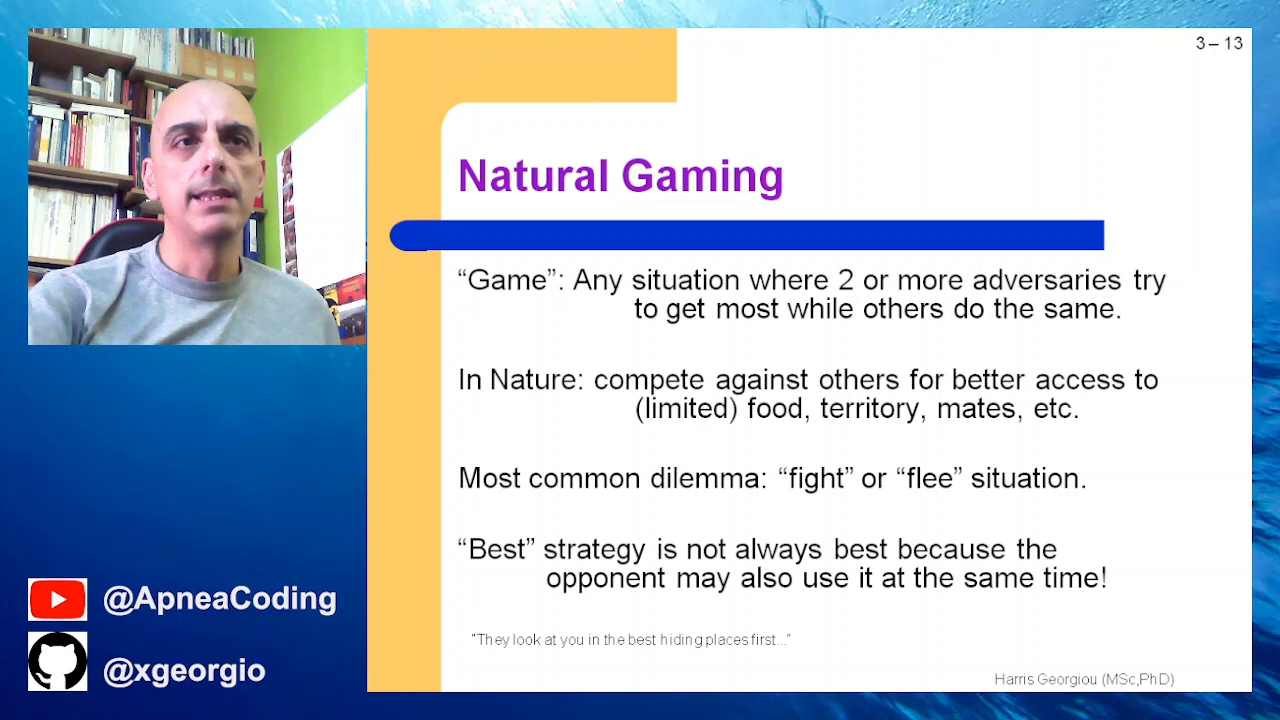 3 – 13
Natural Gaming
“Game”: Any situation where 2 or more adversaries try
to get most while others do the same.
In Nature: compete against others for better access to
(limited) food, territory, mates, etc.
Most common dilemma: “fight” or “flee” situation.
“Best” strategy is not always best because the
opponent may also use it at the same time!
"They look at you in the best hiding places first..."
Harris Georgiou (MSc,PhD)
@ApneaCoding
@xgeorgio